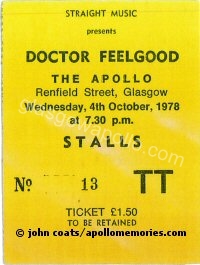 STRAIGHT MUSIC
presents
DOCTOR FEELGOOD
THE APOLLO
Renfield Street, Glasgow
Wednesday, 4th October, 1978
at 7.30 p.m.
STALLS
No 13 TT
TICKET £1.50
TO BE RETAINED
© john coats/apollomemories.com